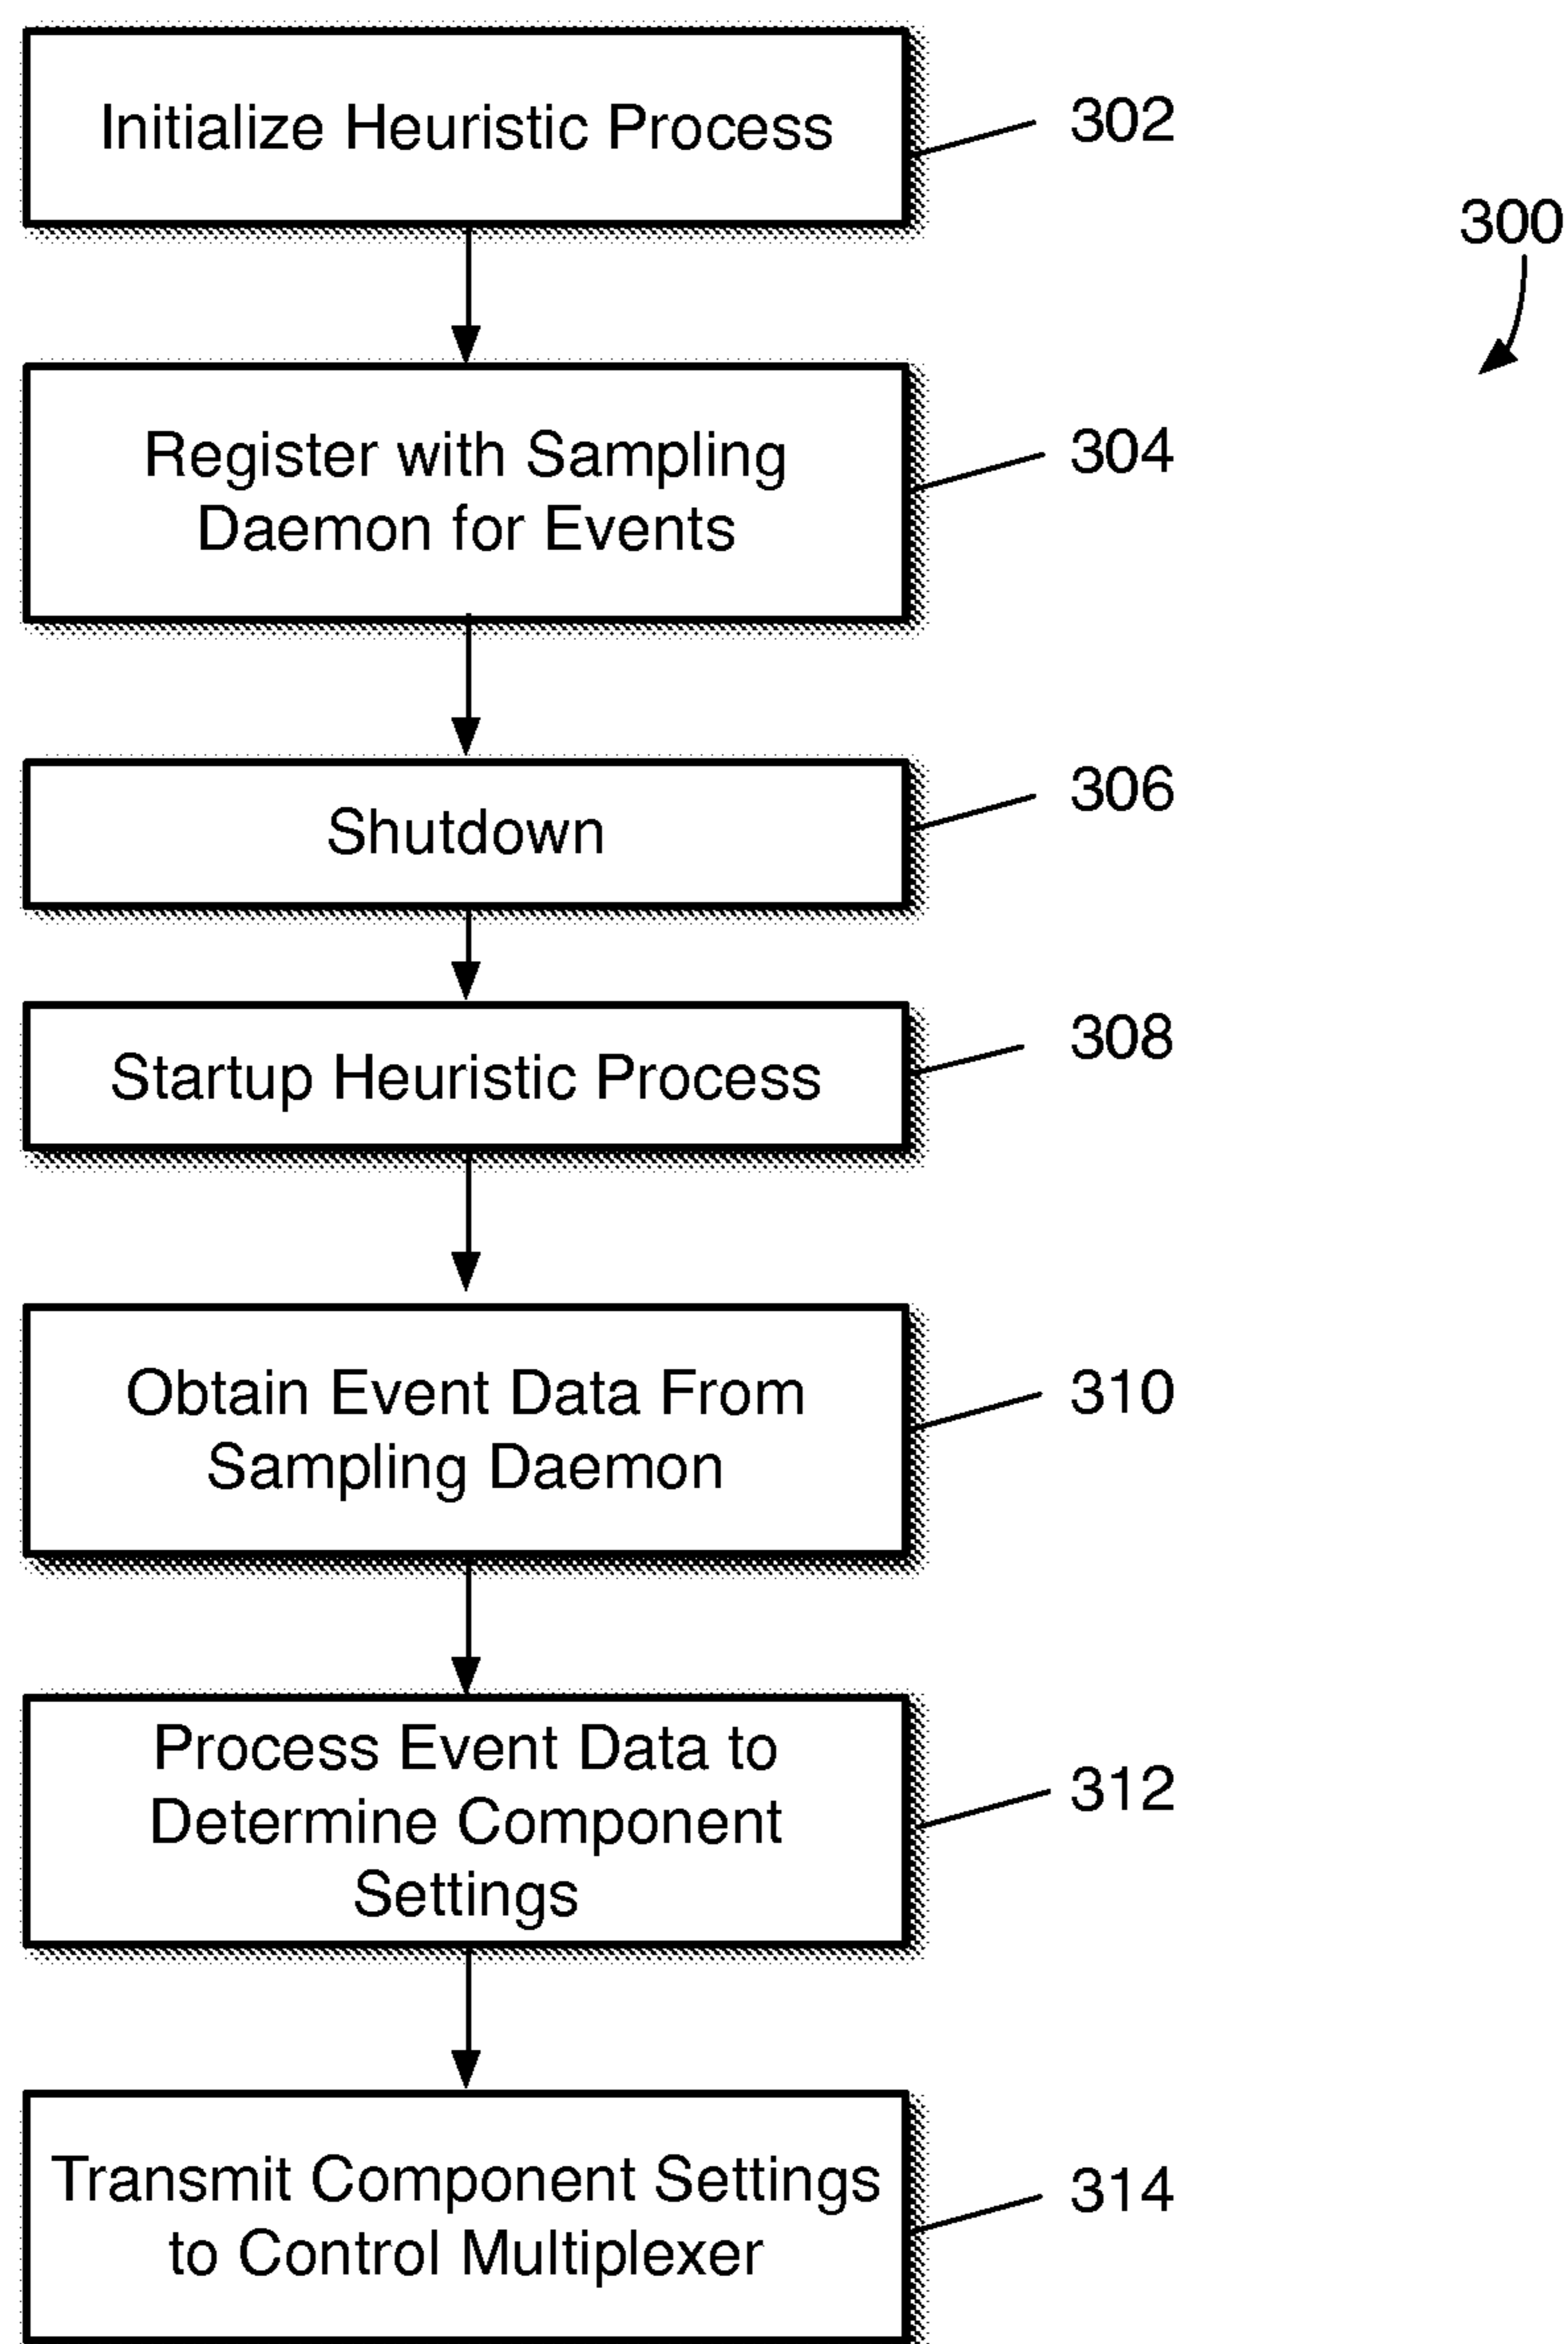 Initialize Heuristic Process
302
300
Register with Sampling
Daemon for Events
304
Shutdown
306
Startup Heuristic Process
308
Obtain Event Data From
Sampling Daemon
310
Process Event Data to
Determine Component
Settings
312
Transmit Component Settings
to Control Multiplexer
314